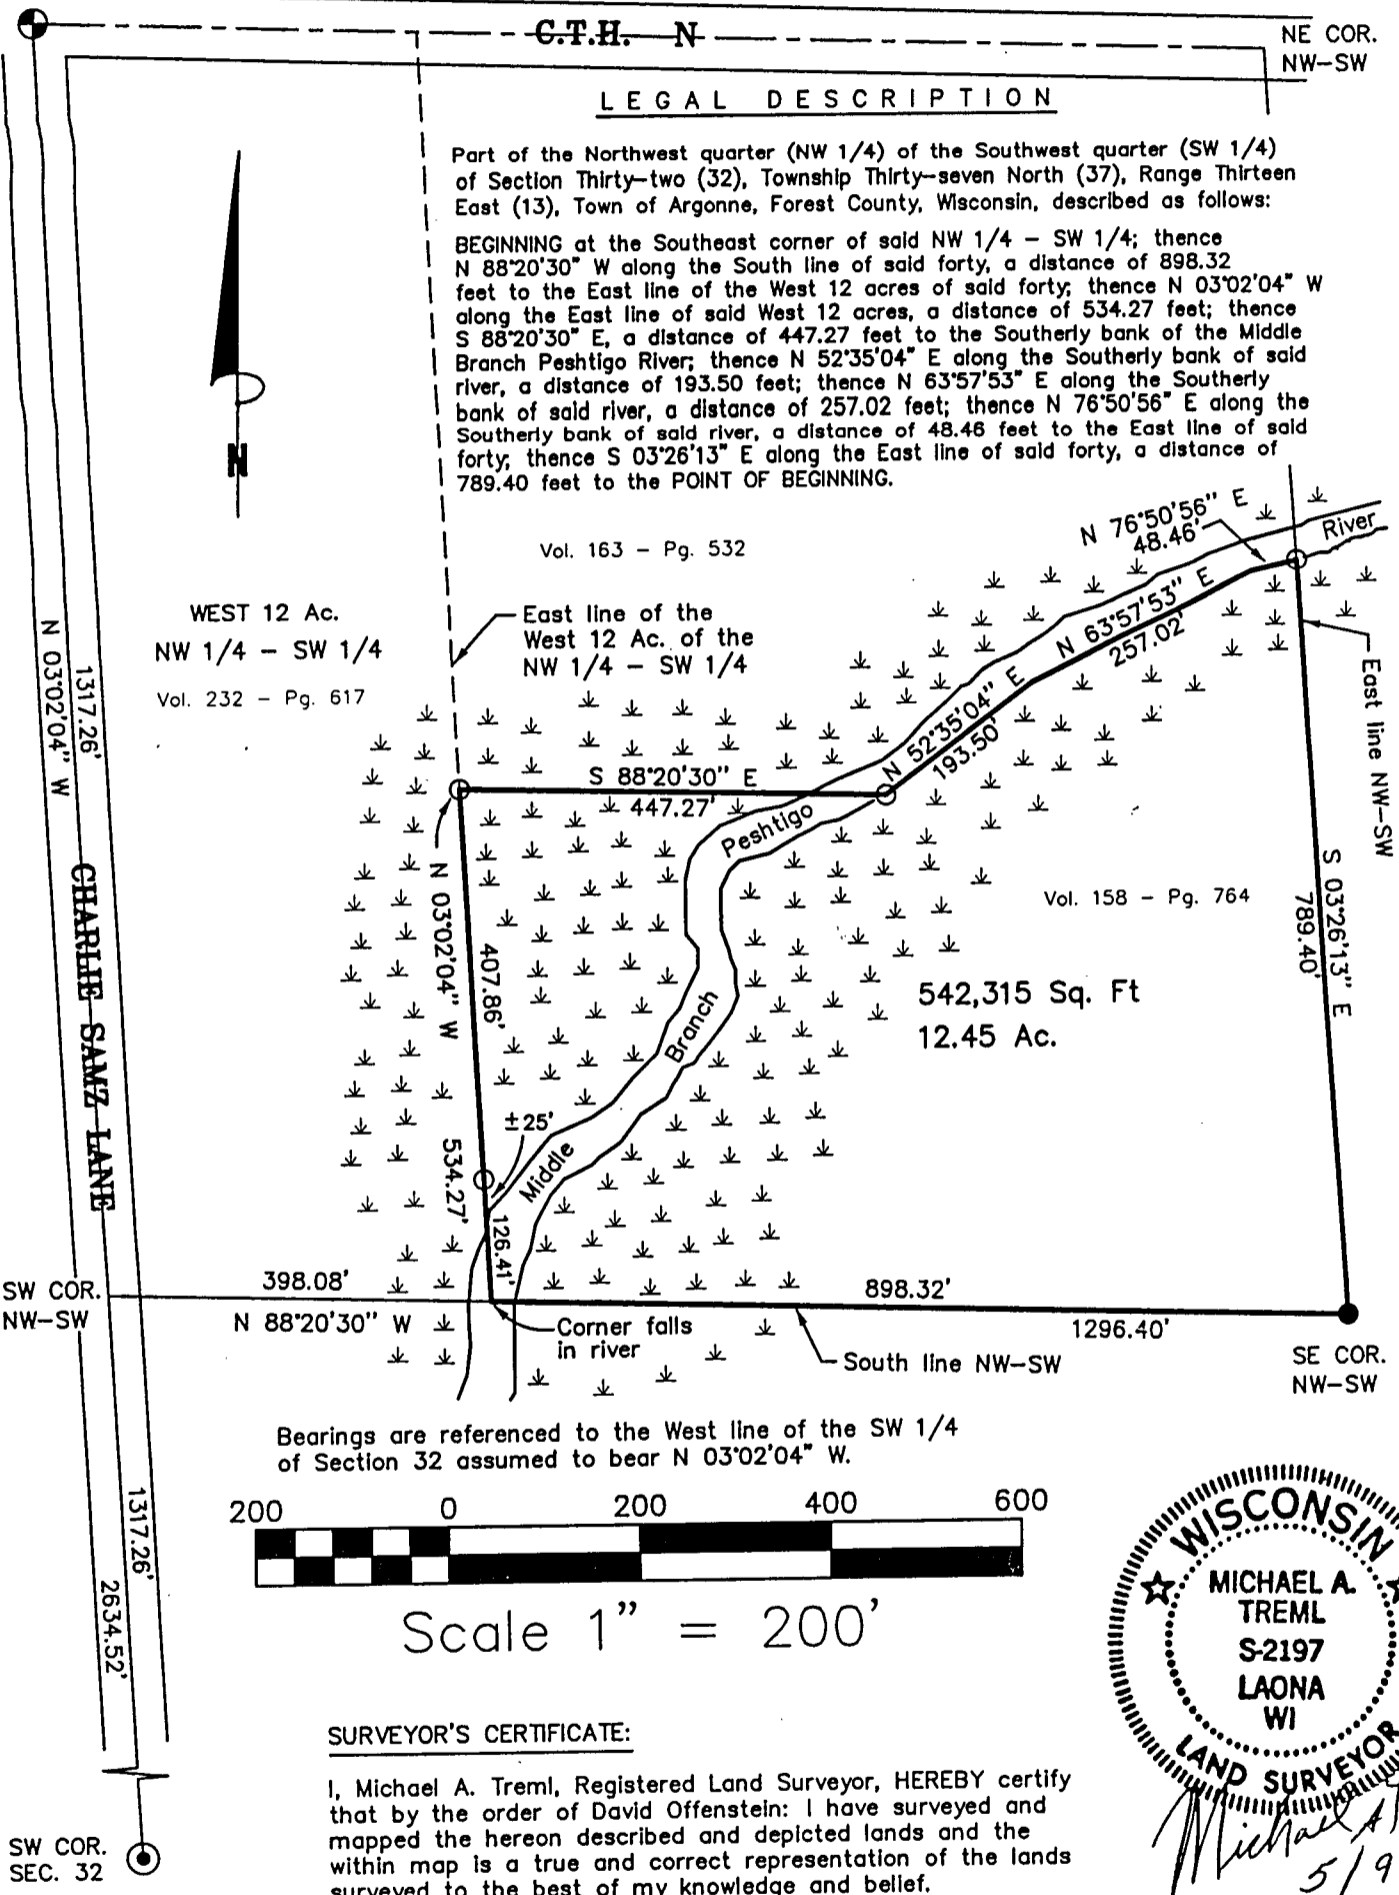 C.T.H. N
NE COR.
NW-SW
LEGAL DESCRIPTION
Part of the Northwest quarter (NW 1/4) of the Southwest quarter (SW 1/4)
of Section Thirty-two (32), Township Thirty-seven North (37), Range Thirteen
East (13), Town of Argonne, Forest County, Wisconsin, described as follows:
BEGINNING at the Southeast corner of said NW 1/4 - SW 1/4; thence
N 88°20'30" W along the South line of said forty, a distance of 898.32
feet to the East line of the West 12 acres of said forty; thence N 03°02'04" W
along the East line of said West 12 acres, a distance of 534.27 feet; thence
S 88°20'30" E, a distance of 447.27 feet to the Southerly bank of the Middle
Branch Peshtigo River; thence N 52°35'04" E along the Southerly bank of said
river, a distance of 193.50 feet; thence N 63°57'53" E along the Southerly
bank of said river, a distance of 257.02 feet; thence N 76°50'56" E along the
Southerly bank of said river, a distance of 48.46 feet to the East line of said
forty; thence S 03°26'13" E along the East line of said forty, a distance of
789.40 feet to the POINT OF BEGINNING.
N
Vol. 163 - Pg. 532
N 76°50'56" E
48.46'
River
WEST 12 Ac.
NW 1/4 - SW 1/4
Vol. 232 - Pg. 617
East line of the
West 12 Ac. of the
NW 1/4 - SW 1/4
N 63°57'53" E
257.02'
N 52°35'04" E
193.50'
East line NW-SW
N 03°02'04" W
1317.26'
CHARLIE SAMZ LANE
S 88°20'30" E
447.27'
Peshtigo
N 03°02'04" W
407.86'
Vol. 158 - Pg. 764
S 03°26'13" E
789.40'
542,315 Sq. Ft
12.45 Ac.
Branch
±25'
Middle
534.27'
126.41'
SW COR.
NW-SW
398.08'
N 88°20'30" W
898.32'
1296.40'
Corner falls
in river
South line NW-SW
SE COR.
NW-SW
Bearings are referenced to the West line of the SW 1/4
of Section 32 assumed to bear N 03°02'04" W.
200 0 200 400 600
Scale 1" = 200'
1317.26'
2634.52'
WISCONSIN
MICHAEL A.
TREML
S-2197
LAONA
WI
LAND SURVEYOR
SURVEYOR'S CERTIFICATE:
I, Michael A. Treml, Registered Land Surveyor, HEREBY certify
that by the order of David Offenstein: I have surveyed and
mapped the hereon described and depicted lands and the
within map is a true and correct representation of the lands
surveyed to the best of my knowledge and belief.
Michael A
5/9
SW COR.
SEC. 32